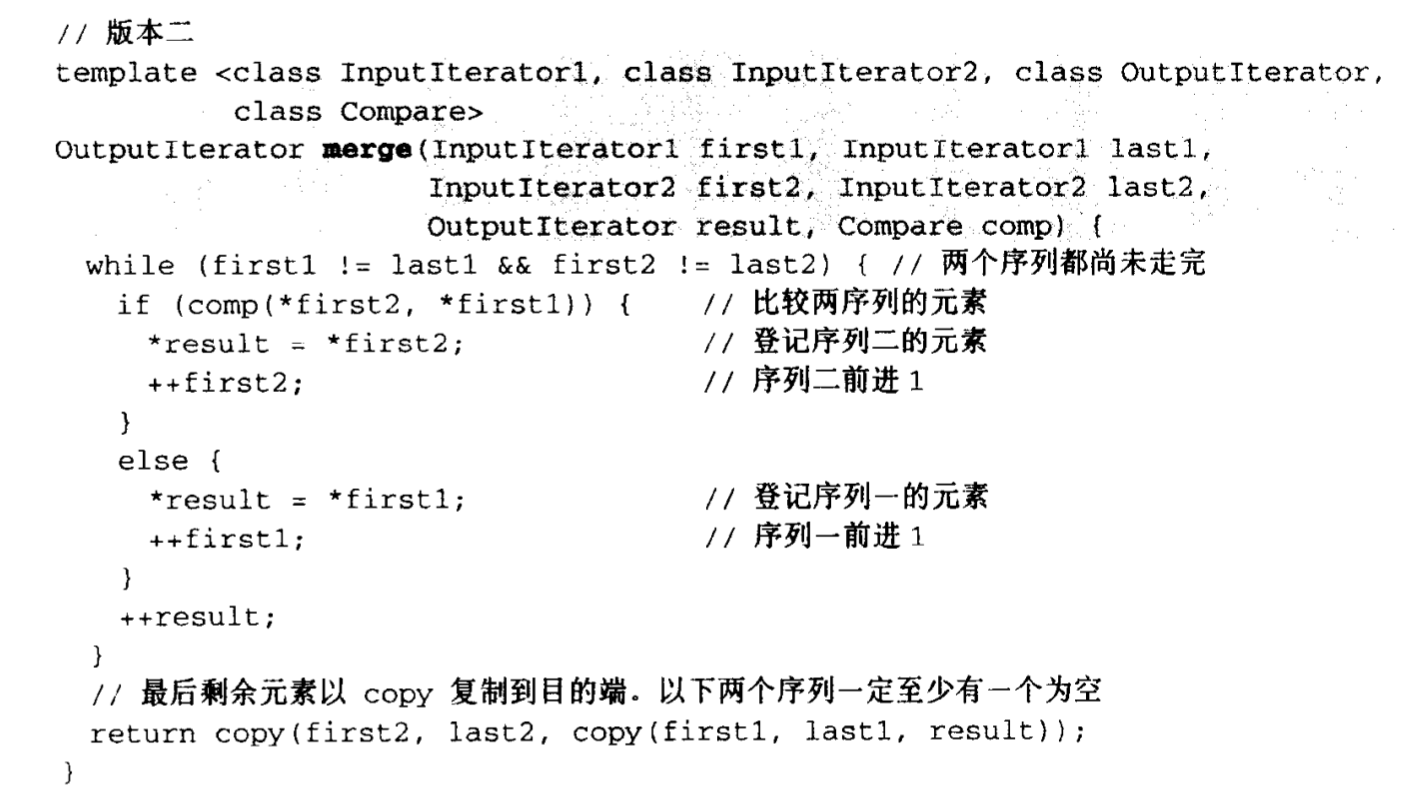 // 版本二
template <class InputIterator1, class InputIterator2, class OutputIterator,
          class Compare>
OutputIterator merge(InputIterator1 first1, InputIterator1 last1,
                     InputIterator2 first2, InputIterator2 last2,
                     OutputIterator result, Compare comp) {
  while (first1 != last1 && first2 != last2) { // 两个序列都尚未走完
    if (comp(*first2, *first1)) {    // 比较两序列的元素
      *result = *first2;             // 登记序列二的元素
      ++first2;                      // 序列二前进 1
    }
    else {
      *result = *first1;             // 登记序列一的元素
      ++first1;                      // 序列一前进 1
    }
    ++result;
  }
  // 最后剩余元素以 copy 复制到目的端。以下两个序列一定至少有一个为空
  return copy(first2, last2, copy(first1, last1, result));
}